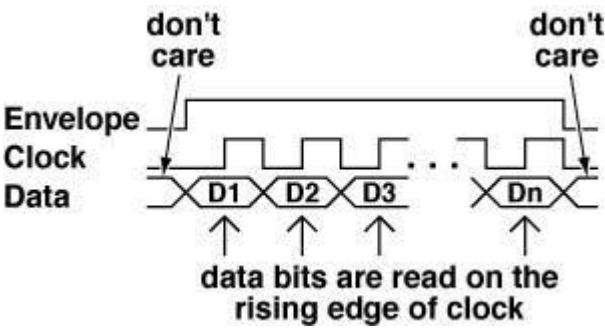 don't care
don't care
Envelope
Clock
. . .
Data
D1 D2 D3 Dn
data bits are read on the
rising edge of clock